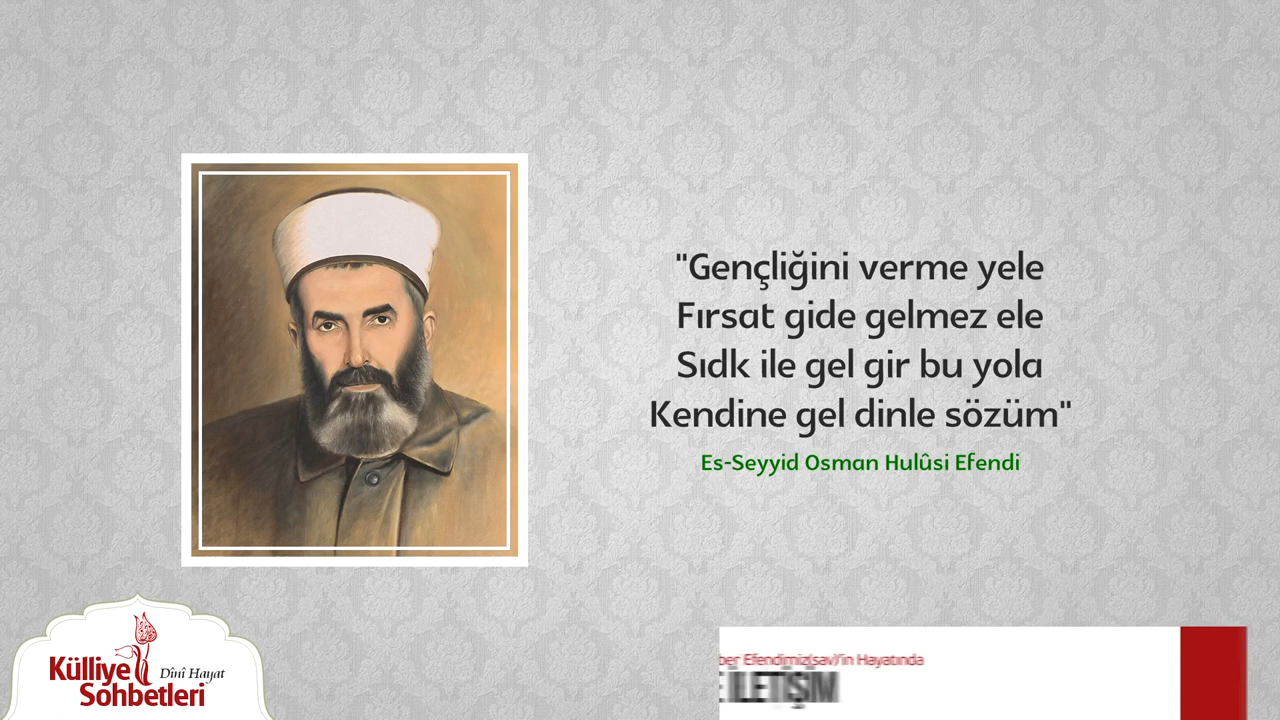 "Gençliğini verme yele
Fırsat gide gelmez ele
Sıdk ile gel gir bu yola
Kendine gel dinle sözüm"
Es-Seyyid Osman Hulûsi Efendi
Külliye
Dînî Hayat
Sohbetleri
Efendimiz(sav)'in Hayatında
İLETİŞİM